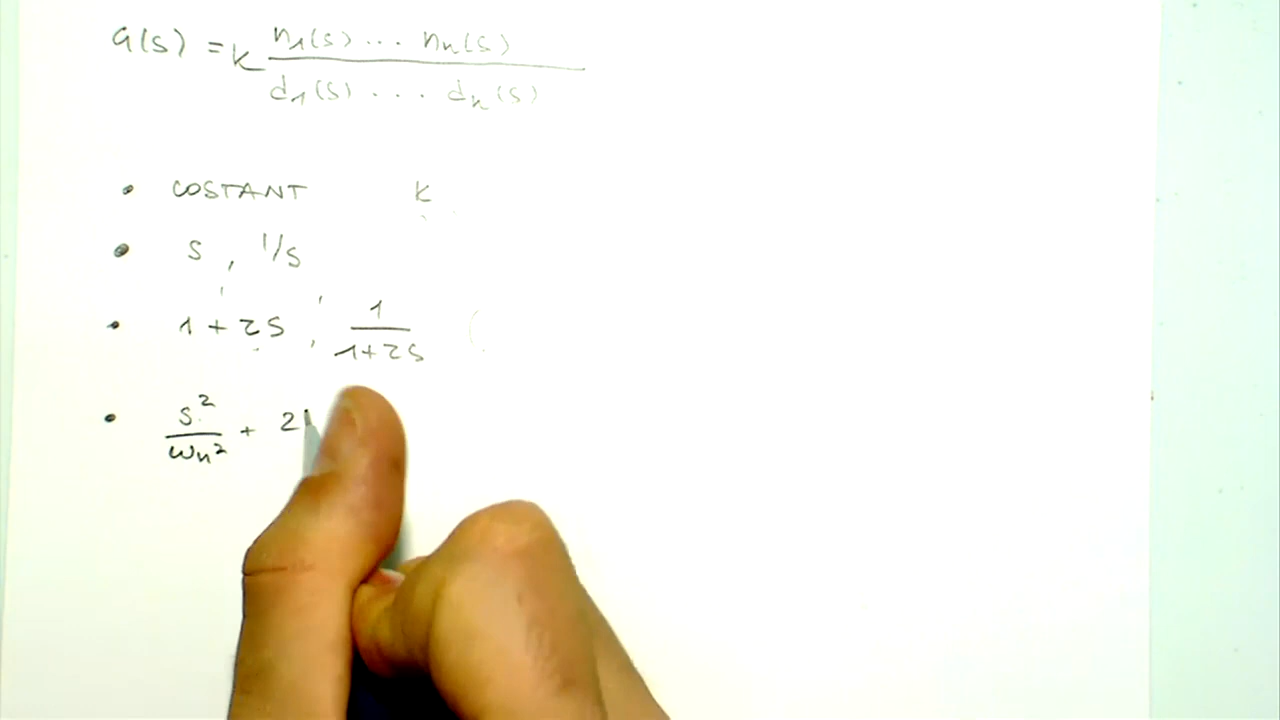 G(s) = k n1(s) ... nn(s) / d1(s) ... dn(s)
• COSTANT k
• s , 1/s
• 1 + τs , 1 / 1+τs
• s² / ωn² + 2